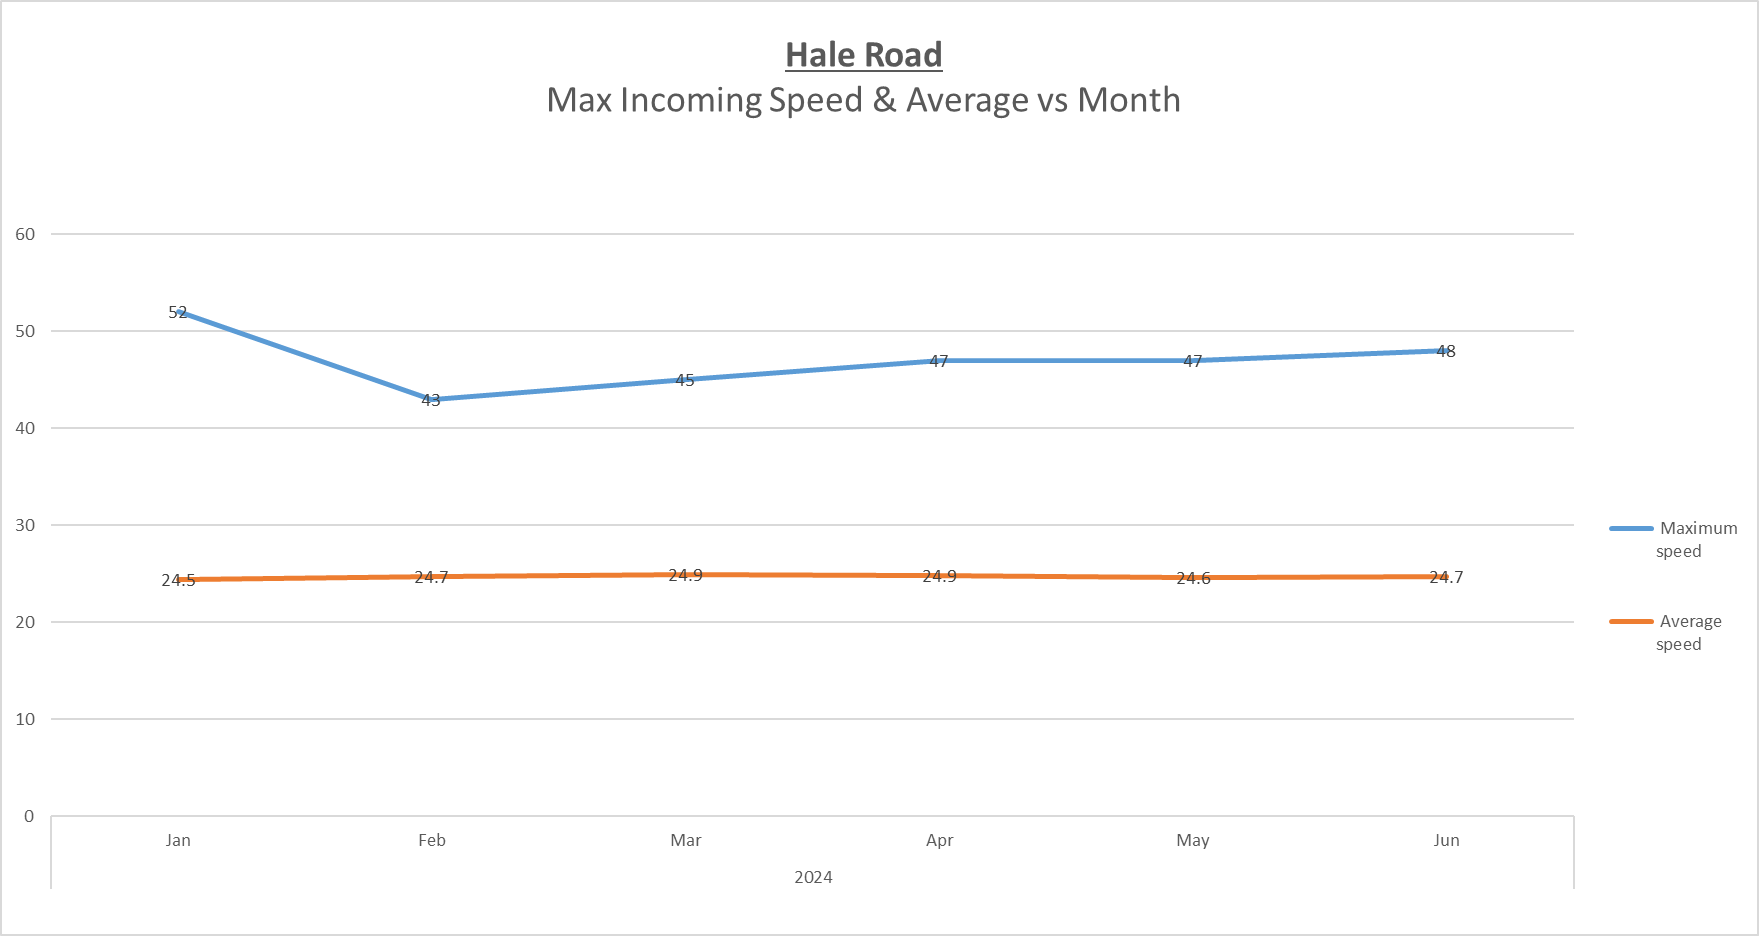 Hale Road
Max Incoming Speed & Average vs Month
60
50
40
30
20
10
0
52
43
45
47
47
48
24.5
24.7
24.9
24.9
24.6
24.7
Maximum
speed
Average
speed
Jan
Feb
Mar
Apr
May
Jun
2024